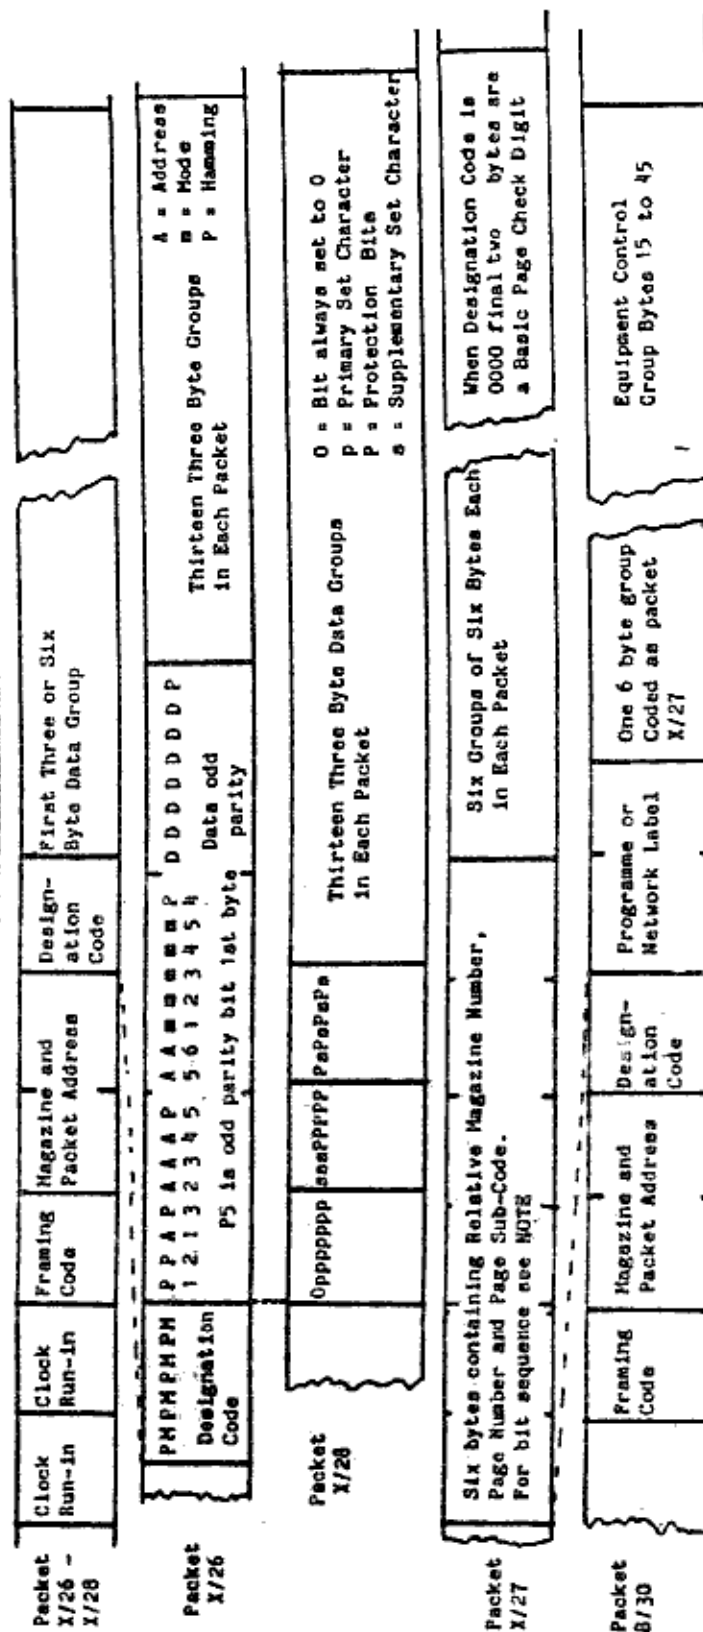 Packet
X/26 -
X/28
Clock
Run-in
Clock
Run-in
Framing
Code
Magazine and
Packet Address
Design-
ation
Code
First Three or Six
Byte Data Group
Packet
X/26
PMPMPMPM
Designation
Code
P P A P A A A P A A m m m m m P D D D D D D D P
1 2 1 3 2 3 4 5 5 6 1 2 3 4 5 4
P5 is odd parity bit 1st byte
Data odd
parity
Thirteen Three Byte Groups
in Each Packet
A = Address
m = Mode
P = Hamming
Packet
X/28
Opppppppp
sssPPPPP
PsPsPsPs
Thirteen Three Byte Data Groups
in Each Packet
O = Bit always set to O
p = Primary Set Character
P = Protection Bits
s = Supplementary Set Character
Packet
X/27
Six bytes containing Relative Magazine Number,
Page Number and Page Sub-Code.
For bit sequence see NOTE
Six Groups of Six Bytes Each
in Each Packet
When Designation Code is
0000 final two bytes are
a Basic Page Check Digit
Packet
8/30
Framing
Code
Magazine and
Packet Address
Design-
ation
Code
Programme or
Network Label
One 6 byte group
Coded as packet
X/27
Equipment Control
Group Bytes 15 to 45